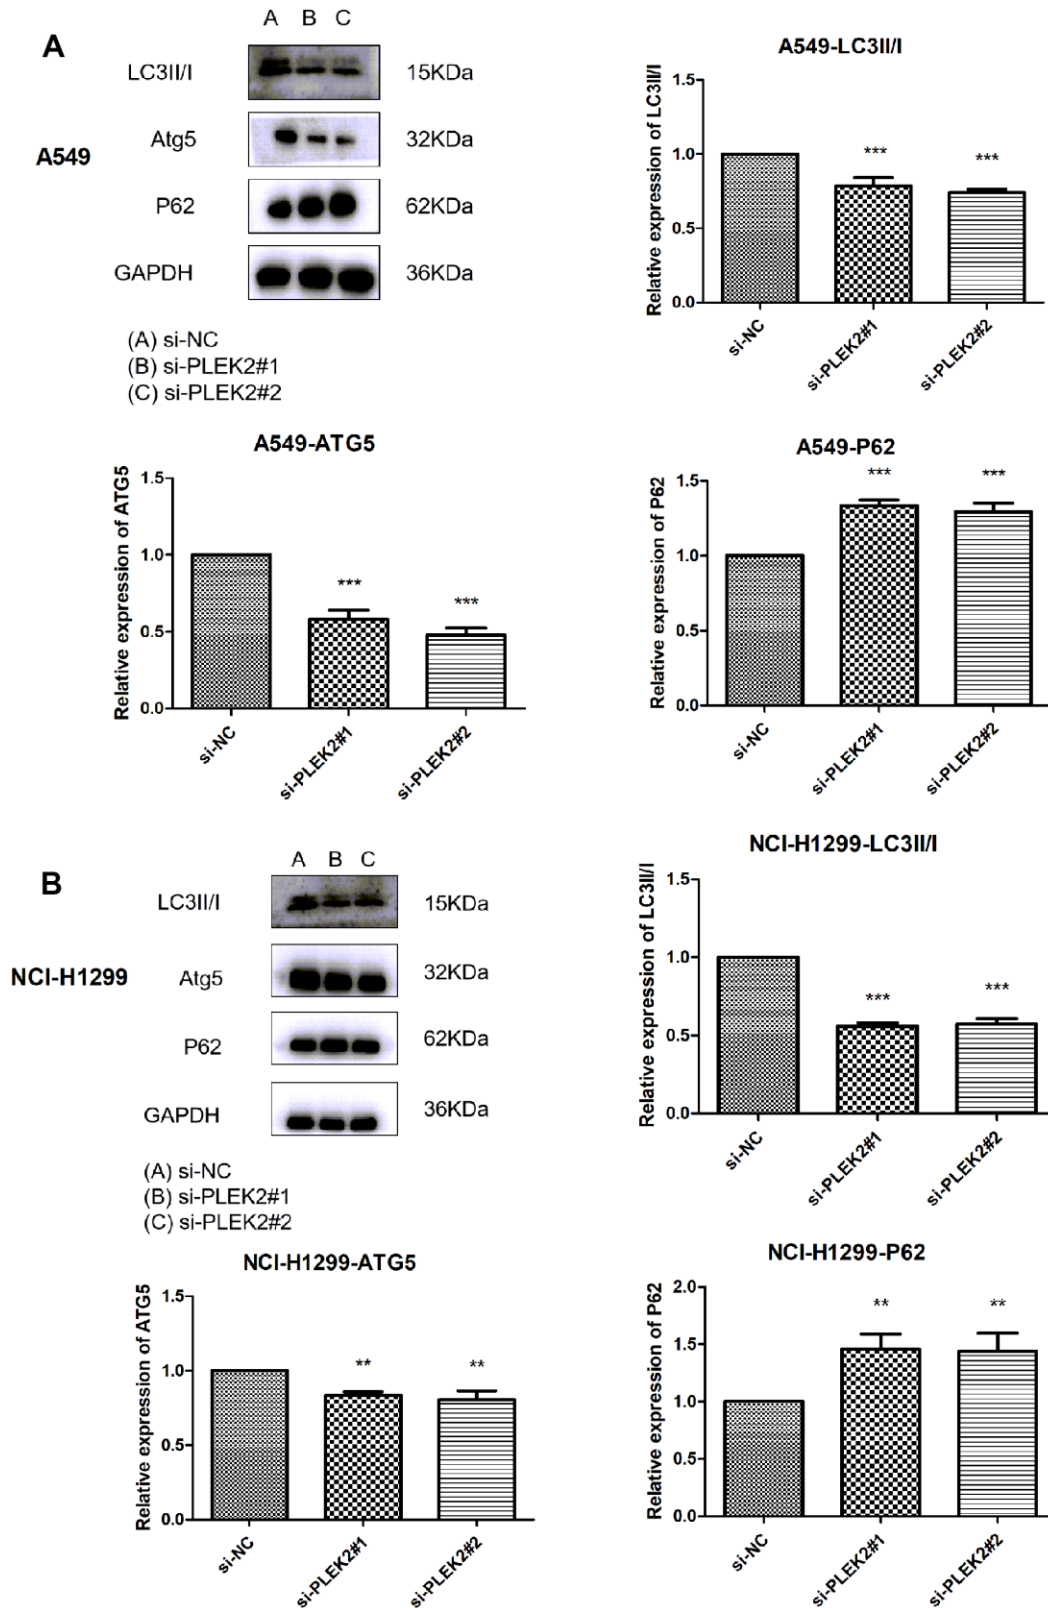 A
A B C
LC3II/I 15KDa
Atg5 32KDa
A549
P62 62KDa
GAPDH 36KDa
(A) si-NC
(B) si-PLEK2#1
(C) si-PLEK2#2
A549-LC3II/I
Relative expression of LC3II/I
1.5
1.0
0.5
0.0
*** ***
si-NC si-PLEK2#1 si-PLEK2#2
A549-ATG5
Relative expression of ATG5
1.5
1.0
0.5
0.0
*** ***
si-NC si-PLEK2#1 si-PLEK2#2
A549-P62
Relative expression of P62
1.5
1.0
0.5
0.0
*** ***
si-NC si-PLEK2#1 si-PLEK2#2
B
A B C
LC3II/I 15KDa
NCI-H1299
Atg5 32KDa
P62 62KDa
GAPDH 36KDa
(A) si-NC
(B) si-PLEK2#1
(C) si-PLEK2#2
NCI-H1299-LC3II/I
Relative expression of LC3II/I
1.5
1.0
0.5
0.0
*** ***
si-NC si-PLEK2#1 si-PLEK2#2
NCI-H1299-ATG5
Relative expression of ATG5
1.5
1.0
0.5
0.0
** **
si-NC si-PLEK2#1 si-PLEK2#2
NCI-H1299-P62
Relative expression of P62
2.0
1.5
1.0
0.5
0.0
** **
si-NC si-PLEK2#1 si-PLEK2#2